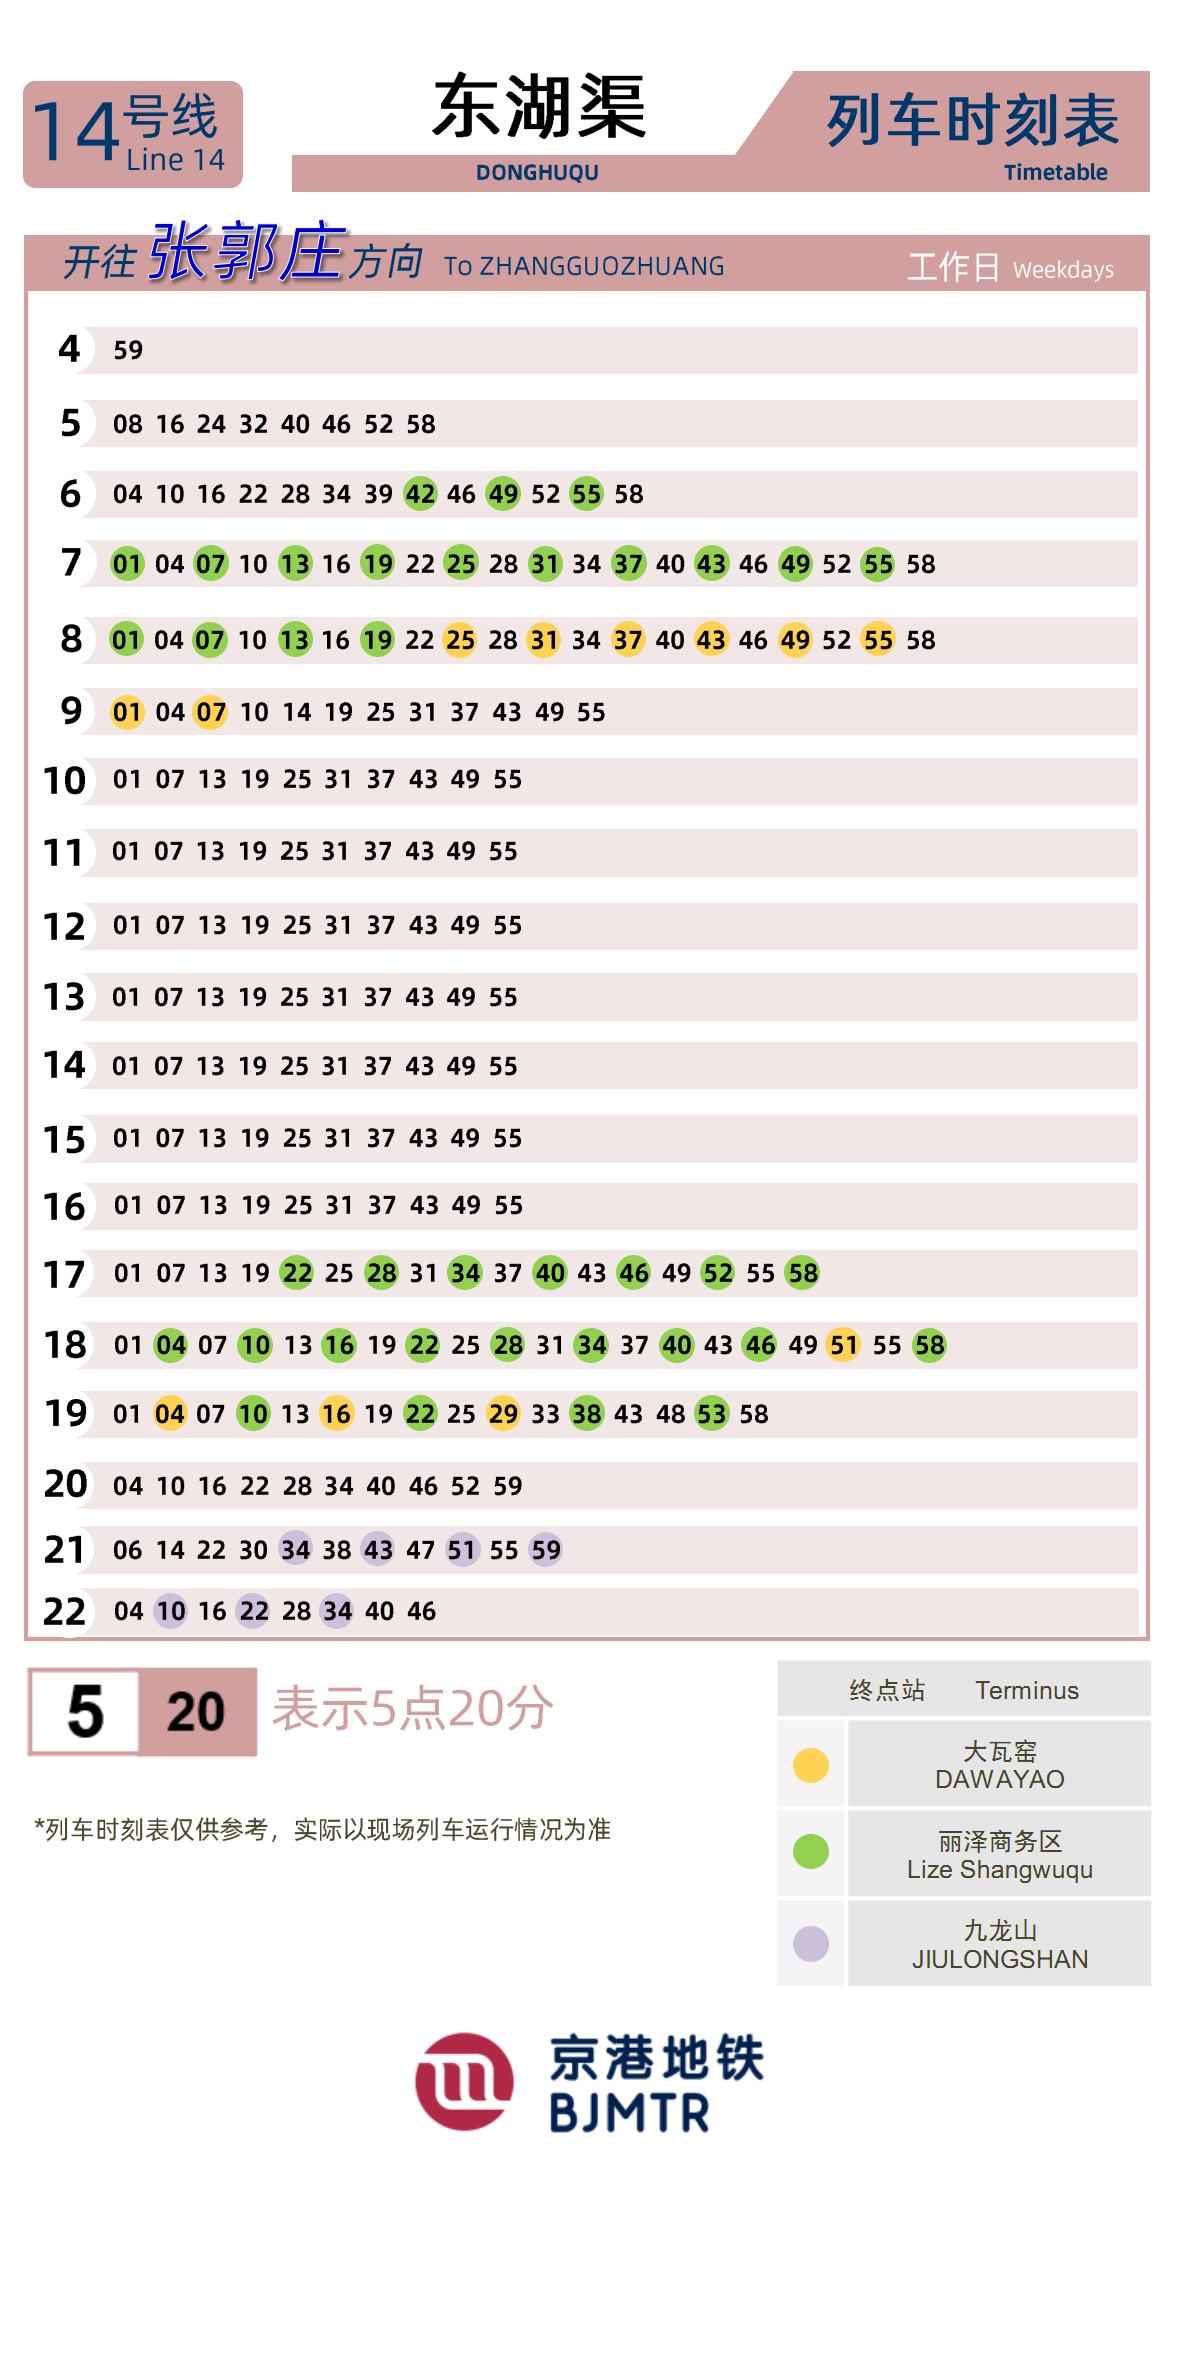 14号线
Line 14
东湖渠
DONGHUQU
列车时刻表
Timetable
开往 张郭庄 方向 To ZHANGGUOZHUANG 工作日 Weekdays
4 59
5 08 16 24 32 40 46 52 58
6 04 10 16 22 28 34 39 42 46 49 52 55 58
7 01 04 07 10 13 16 19 22 25 28 31 34 37 40 43 46 49 52 55 58
8 01 04 07 10 13 16 19 22 25 28 31 34 37 40 43 46 49 52 55 58
9 01 04 07 10 14 19 25 31 37 43 49 55
10 01 07 13 19 25 31 37 43 49 55
11 01 07 13 19 25 31 37 43 49 55
12 01 07 13 19 25 31 37 43 49 55
13 01 07 13 19 25 31 37 43 49 55
14 01 07 13 19 25 31 37 43 49 55
15 01 07 13 19 25 31 37 43 49 55
16 01 07 13 19 25 31 37 43 49 55
17 01 07 13 19 22 25 28 31 34 37 40 43 46 49 52 55 58
18 01 04 07 10 13 16 19 22 25 28 31 34 37 40 43 46 49 51 55 58
19 01 04 07 10 13 16 19 22 25 29 33 38 43 48 53 58
20 04 10 16 22 28 34 40 46 52 59
21 06 14 22 30 34 38 43 47 51 55 59
22 04 10 16 22 28 34 40 46
5 20 表示5点20分
*列车时刻表仅供参考，实际以现场列车运行情况为准
终点站 Terminus
大瓦窑
DAWAYAO
丽泽商务区
Lize Shangwuqu
九龙山
JIULONGSHAN
京港地铁
BJMTR